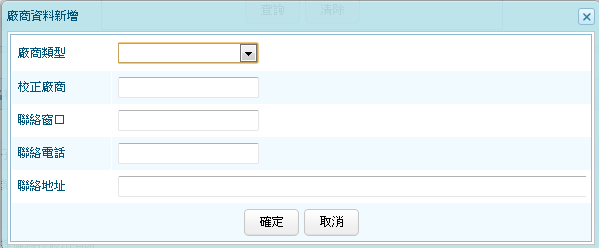 查詢 清除
廠商資料新增
廠商類型
校正廠商
聯絡窗口
聯絡電話
聯絡地址
確定 取消